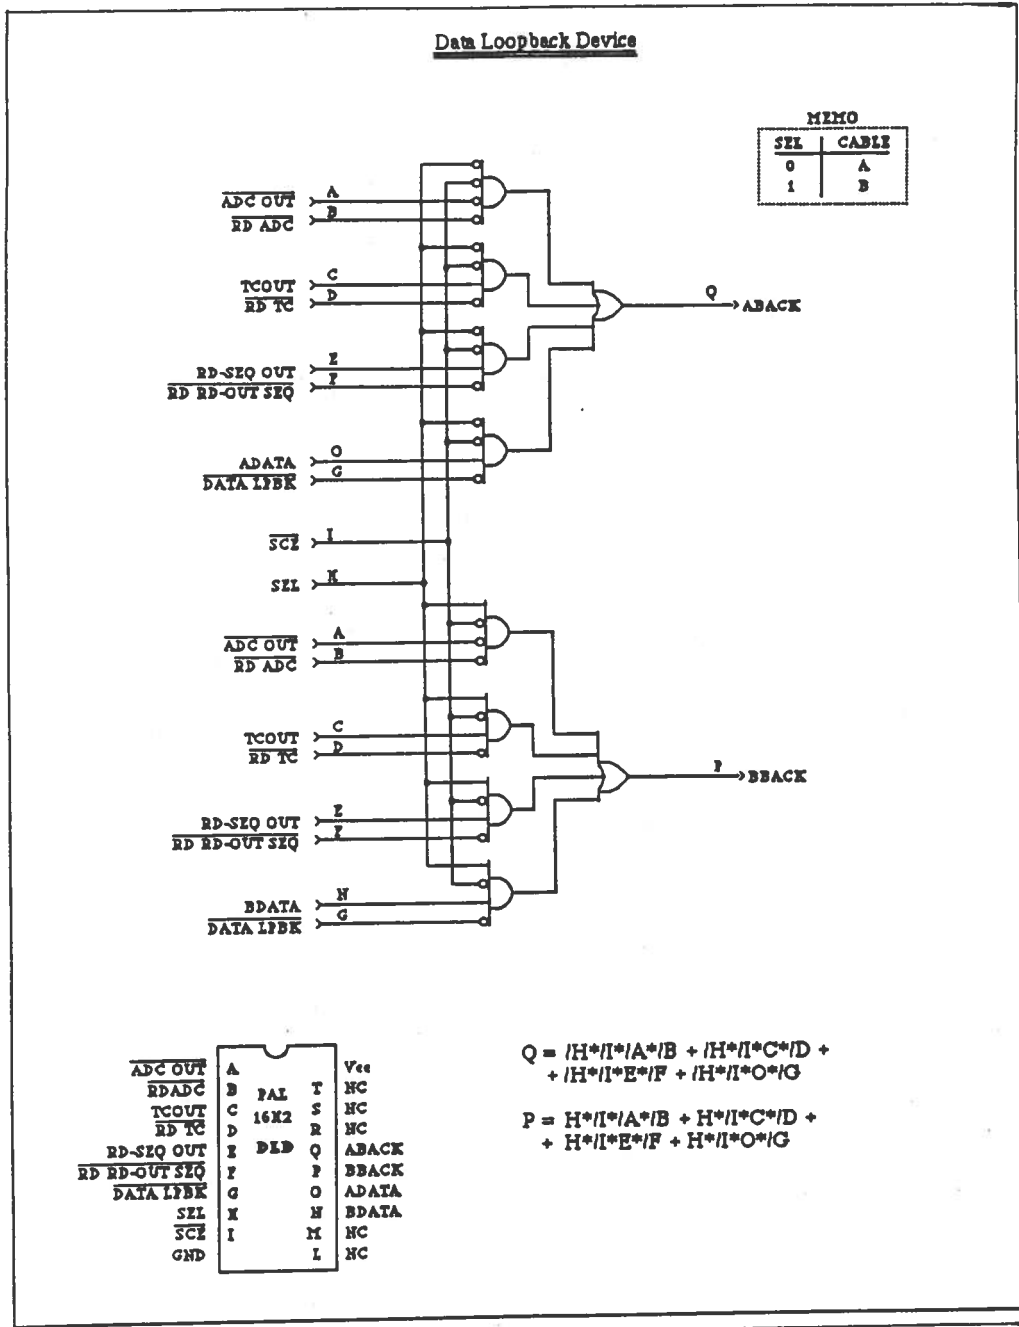 Data Loopback Device
MEMO
SEL CABLE
0 A
1 B
ADC OUT A
RD ADC B
TCOUT C
RD TC D
RD-SEQ OUT E
RD RD-OUT SEQ F
ADATA O
DATA LPBK G
SCE I
SEL H
Q
ABACK
ADC OUT A
RD ADC B
TCOUT C
RD TC D
RD-SEQ OUT E
RD RD-OUT SEQ F
BDATA N
DATA LPBK G
P
BBACK
ADC OUT A Vcc
RDADC B PAL T NC
TCOUT C 16H2 S NC
RD TC D R NC
RD-SEQ OUT E DLD Q ABACK
RD RD-OUT SEQ F P BBACK
DATA LPBK G O ADATA
SEL H N BDATA
SCE I M NC
GND L NC
Q = /H*/I*/A*/B + /H*/I*C*/D +
+ /H*/I*E*/F + /H*/I*O*/G
P = H*/I*/A*/B + H*/I*C*/D +
+ H*/I*E*/F + H*/I*O*/G